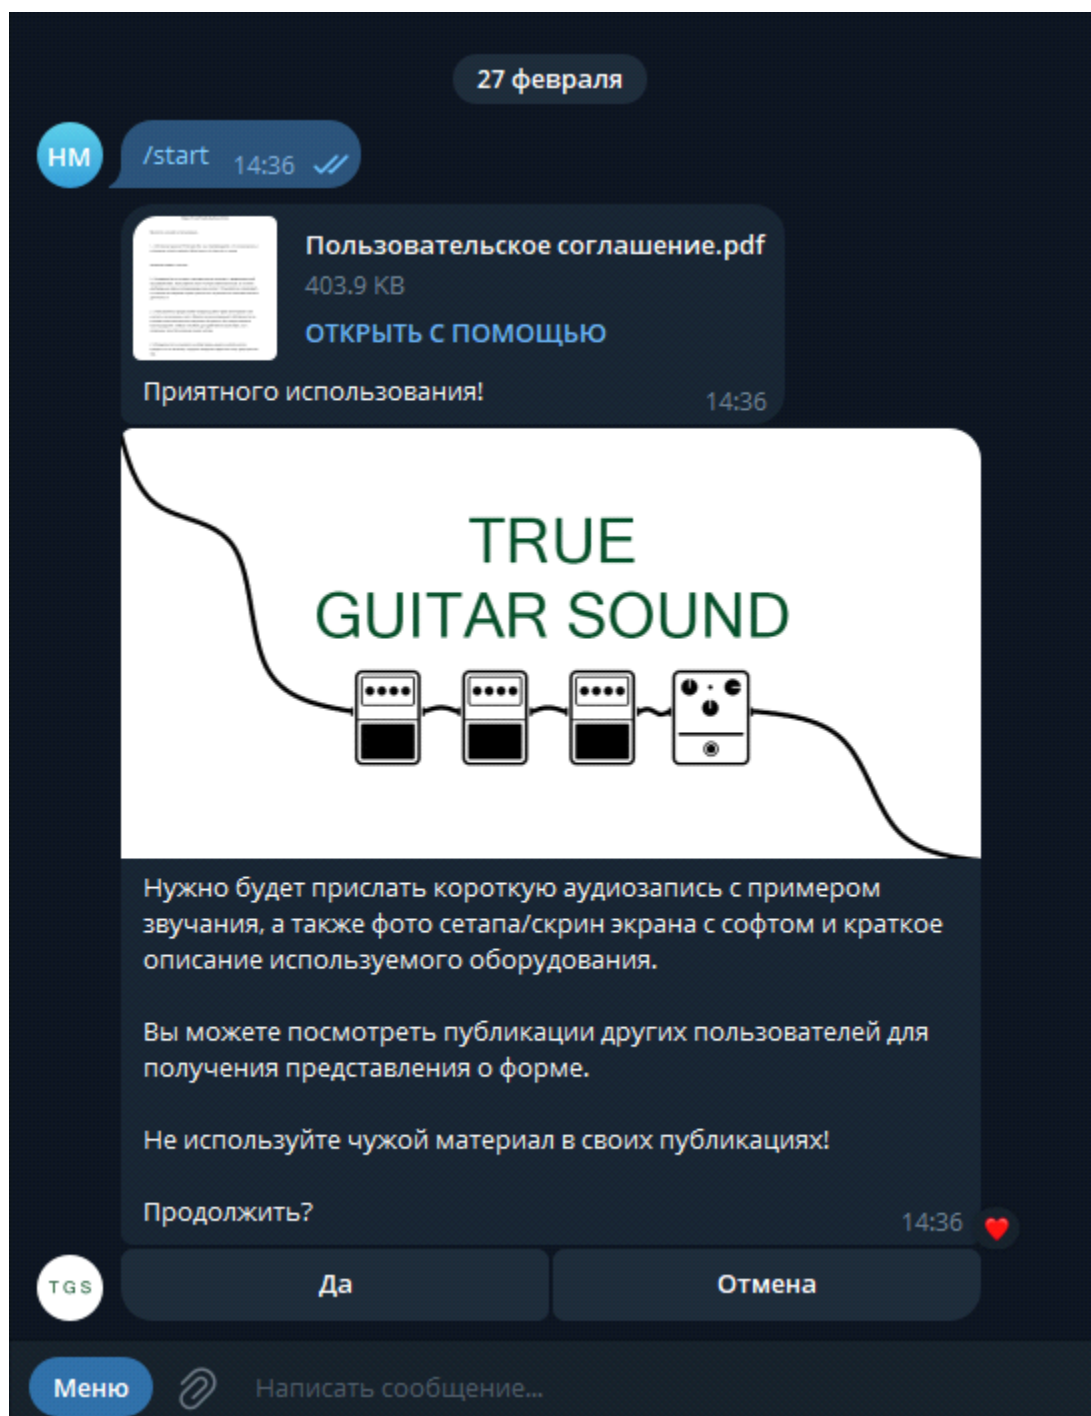 27 февраля
НМ
/start 14:36
Пользовательское соглашение.pdf
403.9 KB
ОТКРЫТЬ С ПОМОЩЬЮ
Приятного использования!
14:36
TRUE
GUITAR SOUND
Нужно будет прислать короткую аудиозапись с примером
звучания, а также фото сетапа/скрин экрана с софтом и краткое
описание используемого оборудования.
Вы можете посмотреть публикации других пользователей для
получения представления о форме.
Не используйте чужой материал в своих публикациях!
Продолжить?
14:36
TGS
Да
Отмена
Меню
Написать сообщение...